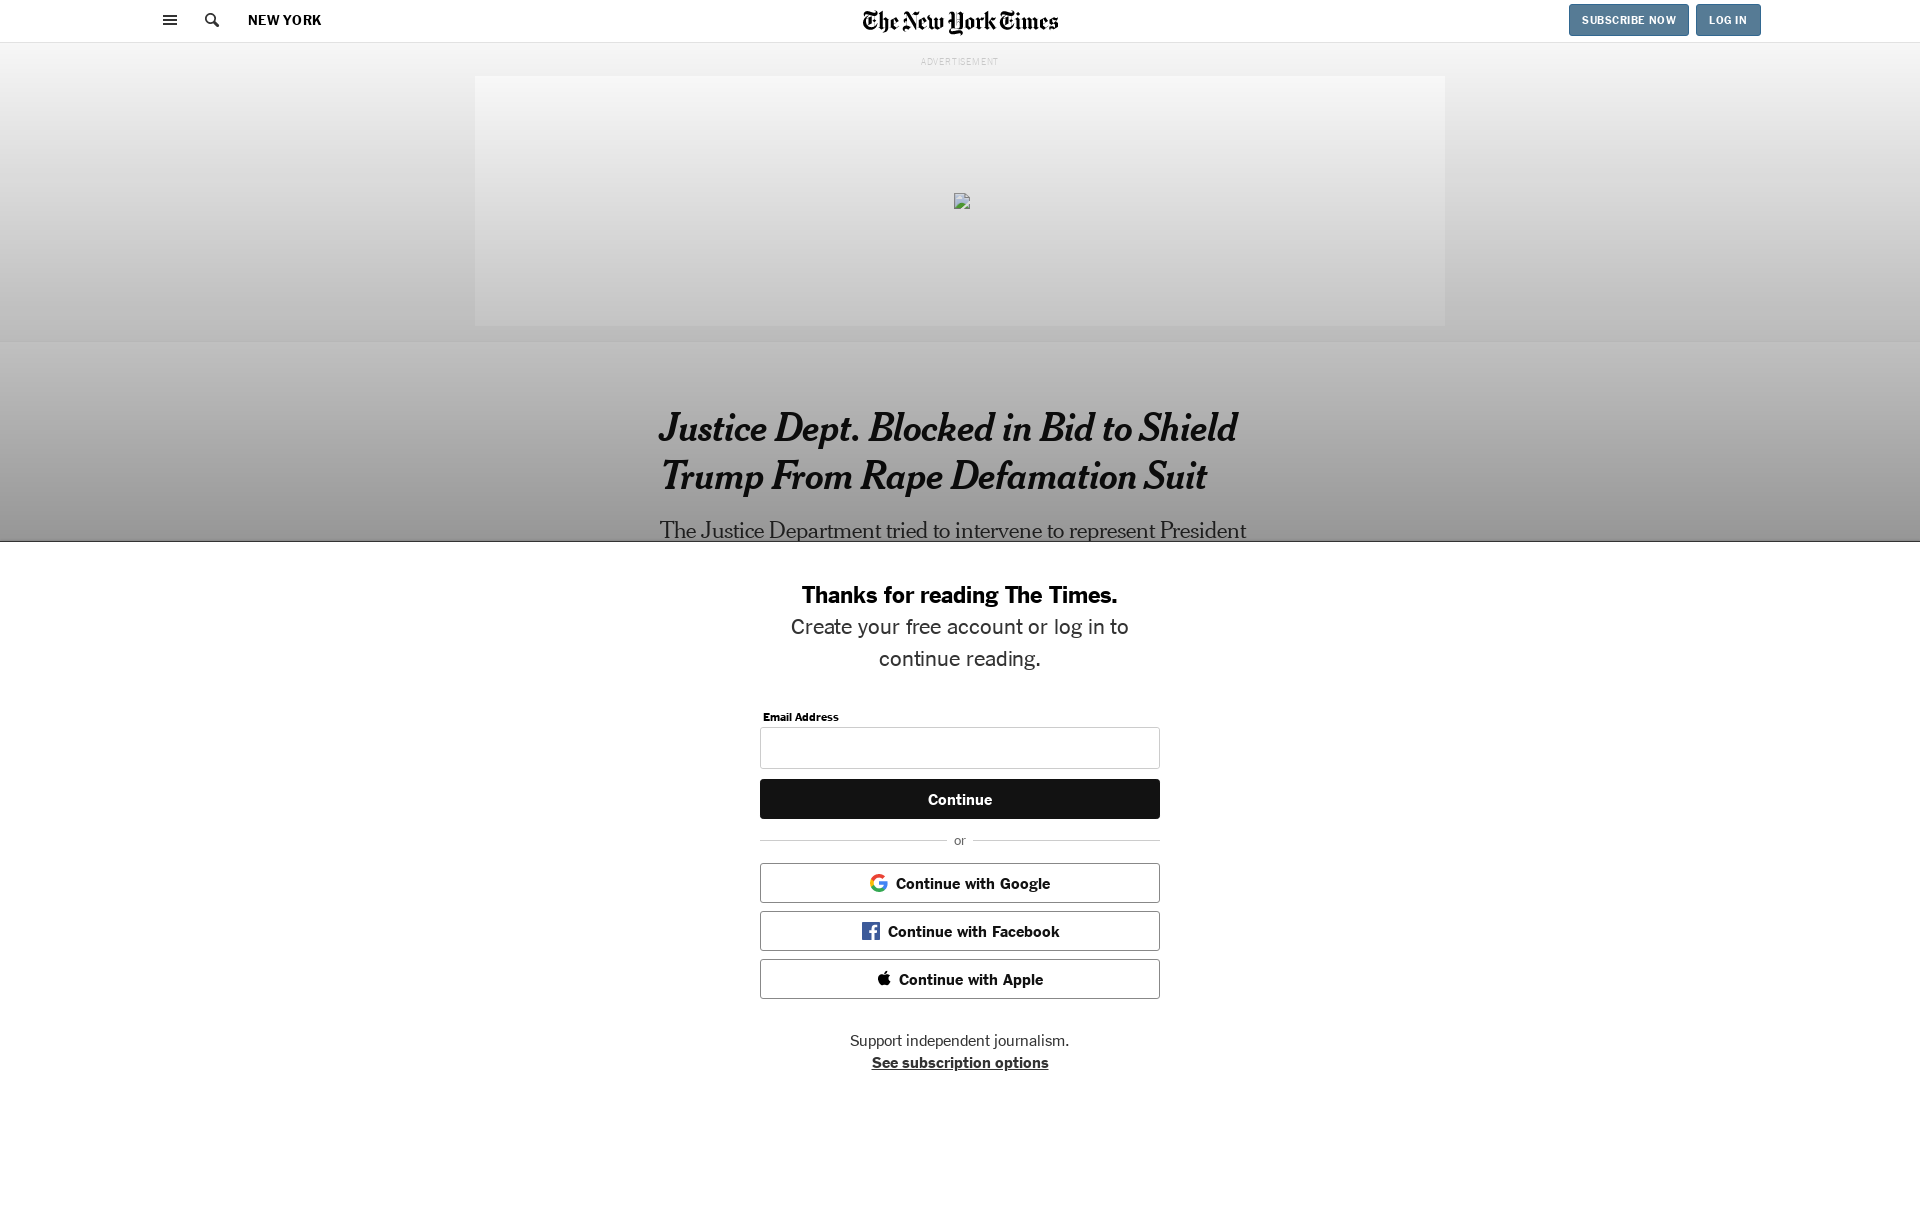 NEW YORK
The New York Times
SUBSCRIBE NOW
LOG IN
ADVERTISEMENT
Justice Dept. Blocked in Bid to Shield
Trump From Rape Defamation Suit
The Justice Department tried to intervene to represent President
Thanks for reading The Times.
Create your free account or log in to
continue reading.
Email Address
Continue
or
Continue with Google
Continue with Facebook
Continue with Apple
Support independent journalism.
See subscription options